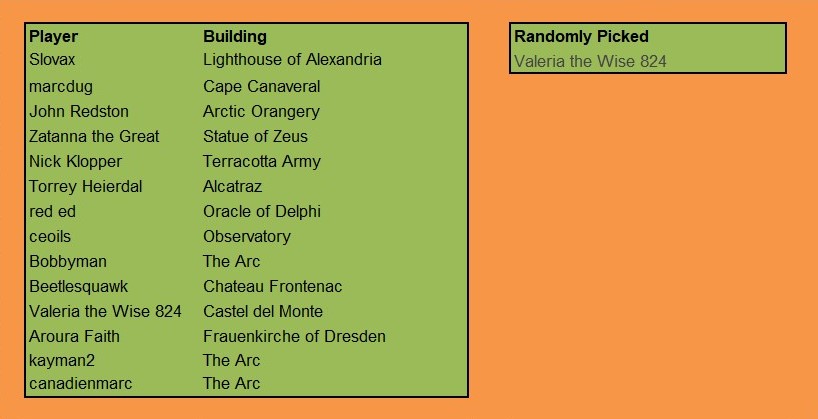 Player Building
Slovax Lighthouse of Alexandria
marcdug Cape Canaveral
John Redston Arctic Orangery
Zatanna the Great Statue of Zeus
Nick Klopper Terracotta Army
Torrey Heierdal Alcatraz
red ed Oracle of Delphi
ceoils Observatory
Bobbyman The Arc
Beetlesquawk Chateau Frontenac
Valeria the Wise 824 Castel del Monte
Aroura Faith Frauenkirche of Dresden
kayman2 The Arc
canadienmarc The Arc
Randomly Picked
Valeria the Wise 824